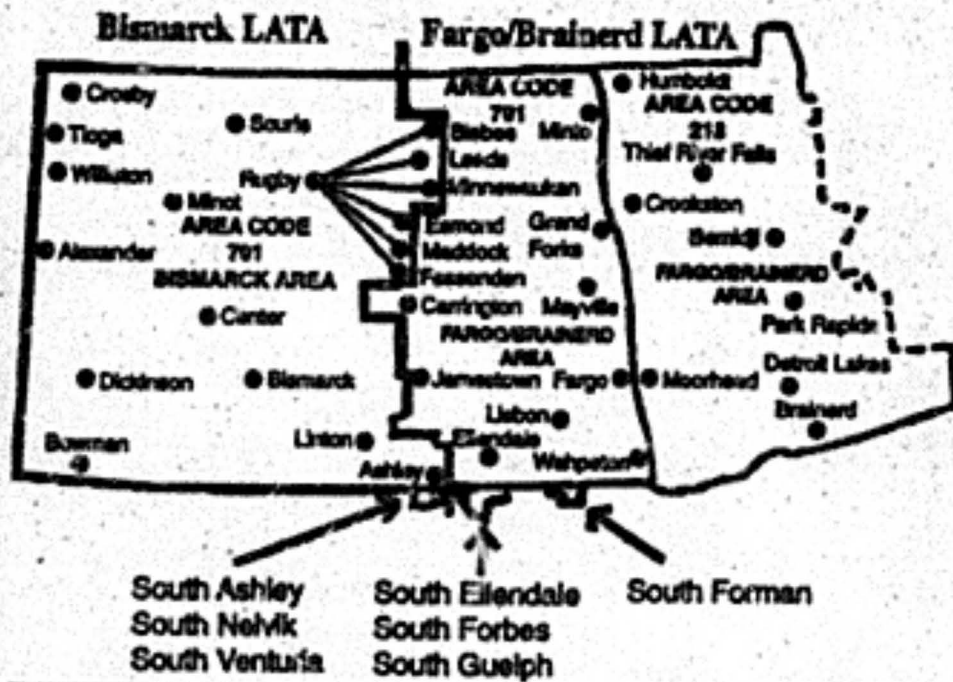 Bismarck LATA
Fargo/Brainerd LATA
Crosby
Tioga
Williston
Souris
Rugby
Minot
AREA CODE
701
BISMARCK AREA
Alexander
Center
Dickinson
Bismarck
Bowman
Linton
Ashley
AREA CODE
701
Bisbee
Minto
Leeds
Minnewaukan
Esmond
Maddock
Fessenden
Carrington
Grand
Forks
Mayville
FARGO/BRAINERD
AREA
Jamestown
Fargo
Lisbon
Ellendale
Wahpeton
Humboldt
AREA CODE
218
Thief River Falls
Crookston
Bemidji
FARGO/BRAINERD
AREA
Park Rapids
Moorhead
Detroit Lakes
Brainerd
South Ashley
South Nelvik
South Venturia
South Ellendale
South Forbes
South Guelph
South Forman